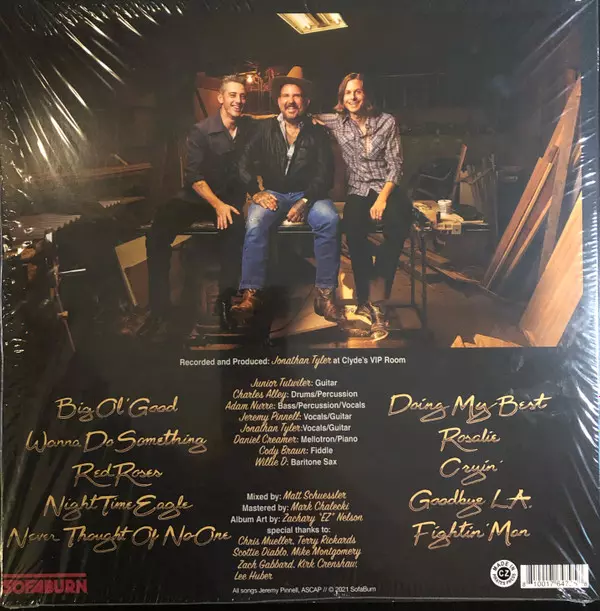 Recorded and Produced: Jonathan Tyler at Clyde's VIP Room
Big Ol' Good
Wanna Do Something
Red Roses
Night Time Eagle
Never Thought Of No One
Junior Tutwiler: Guitar
Charles Alley: Drums/Percussion
Adam Nurre: Bass/Percussion/Vocals
Jeremy Pinnell: Vocals/Guitar
Jonathan Tyler: Vocals/Guitar
Daniel Creamer: Mellotron/Piano
Cody Braun: Fiddle
Willie D: Baritone Sax
Mixed by: Matt Schuessler
Mastered by: Mark Chalecki
Album Art by: Zachary "EZ" Nelson
special thanks to:
Chris Mueller, Terry Rickards
Scottie Diablo, Mike Montgomery
Zach Gabbard, Kirk Crenshaw,
Lee Huber
Doing My Best
Rosalie
Cryin'
Goodbye L.A.
Fightin' Man
SOFABURN
All songs Jeremy Pinnell, ASCAP // © 2021 SofaBurn
MADE IN
CZ